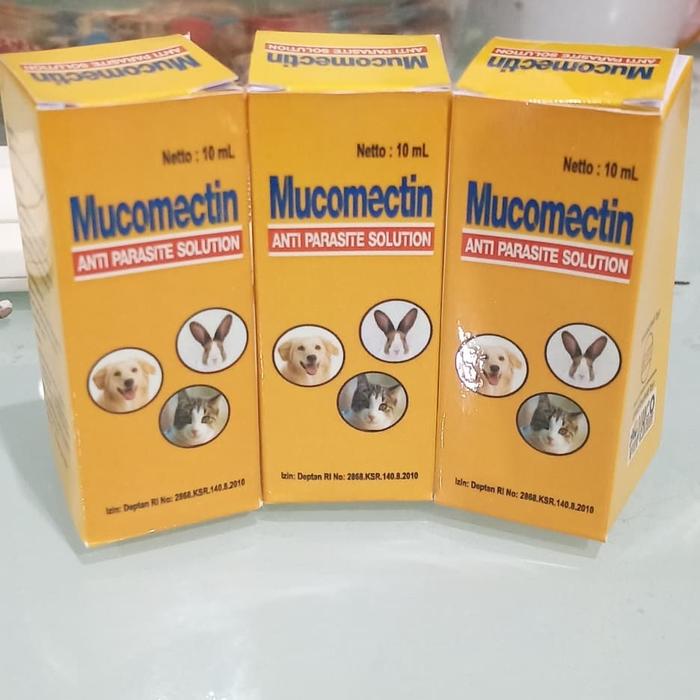 Mucomectin
ANTI PARASITE SOLUTION
Netto : 10 mL
Mucomectin
ANTI PARASITE SOLUTION
Izin: Deptan RI No: 2868.KSR.140.8.2010
Mucomectin
ANTI PARASITE SOLUTION
Netto : 10 mL
Mucomectin
ANTI PARASITE SOLUTION
Izin: Deptan RI No: 2868.KSR.140.8.2010
Mucomectin
ANTI PARASITE SOLUTION
Netto : 10 mL
Mucomectin
ANTI PARASITE SOLUTION
Izin: Deptan RI No: 2868.KSR.140.8.2010